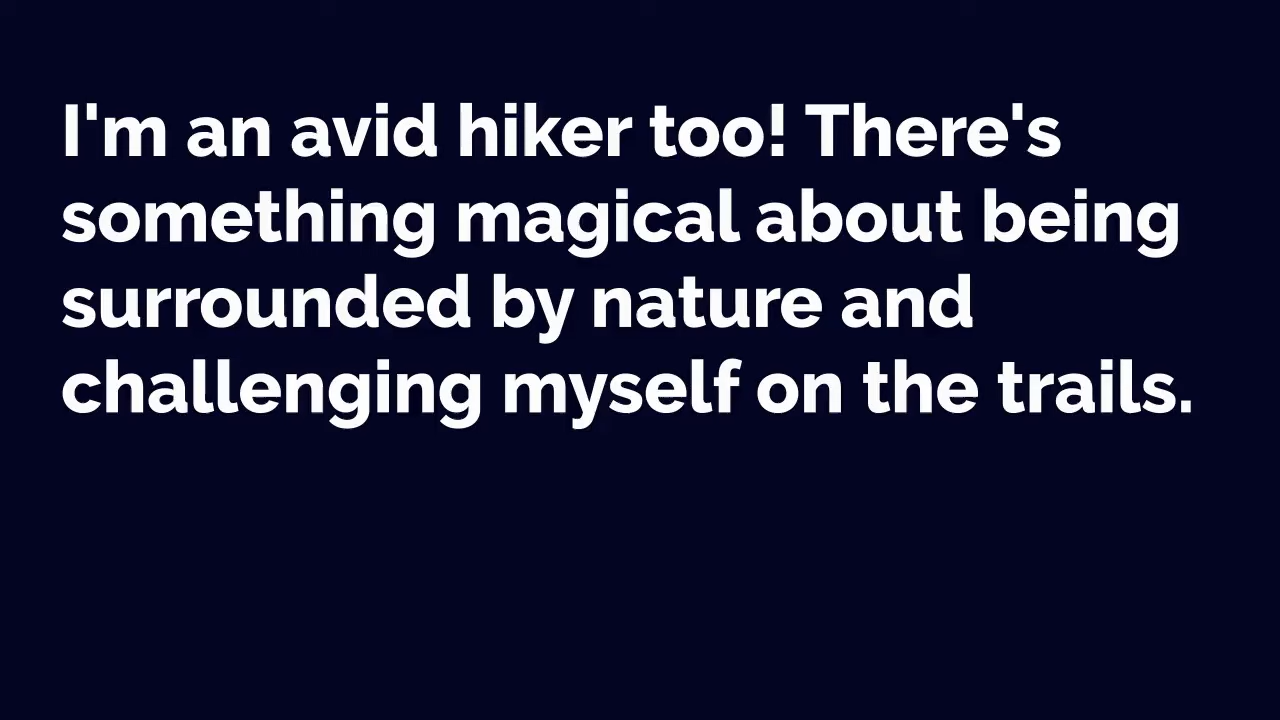 I'm an avid hiker too! There's
something magical about being
surrounded by nature and
challenging myself on the trails.